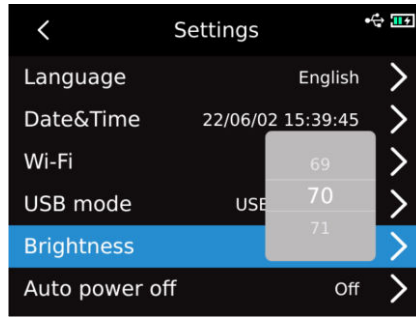 Settings
Language English
Date&Time 22/06/02 15:39:45
Wi-Fi
69
USB mode USB
70
71
Brightness
Auto power off Off